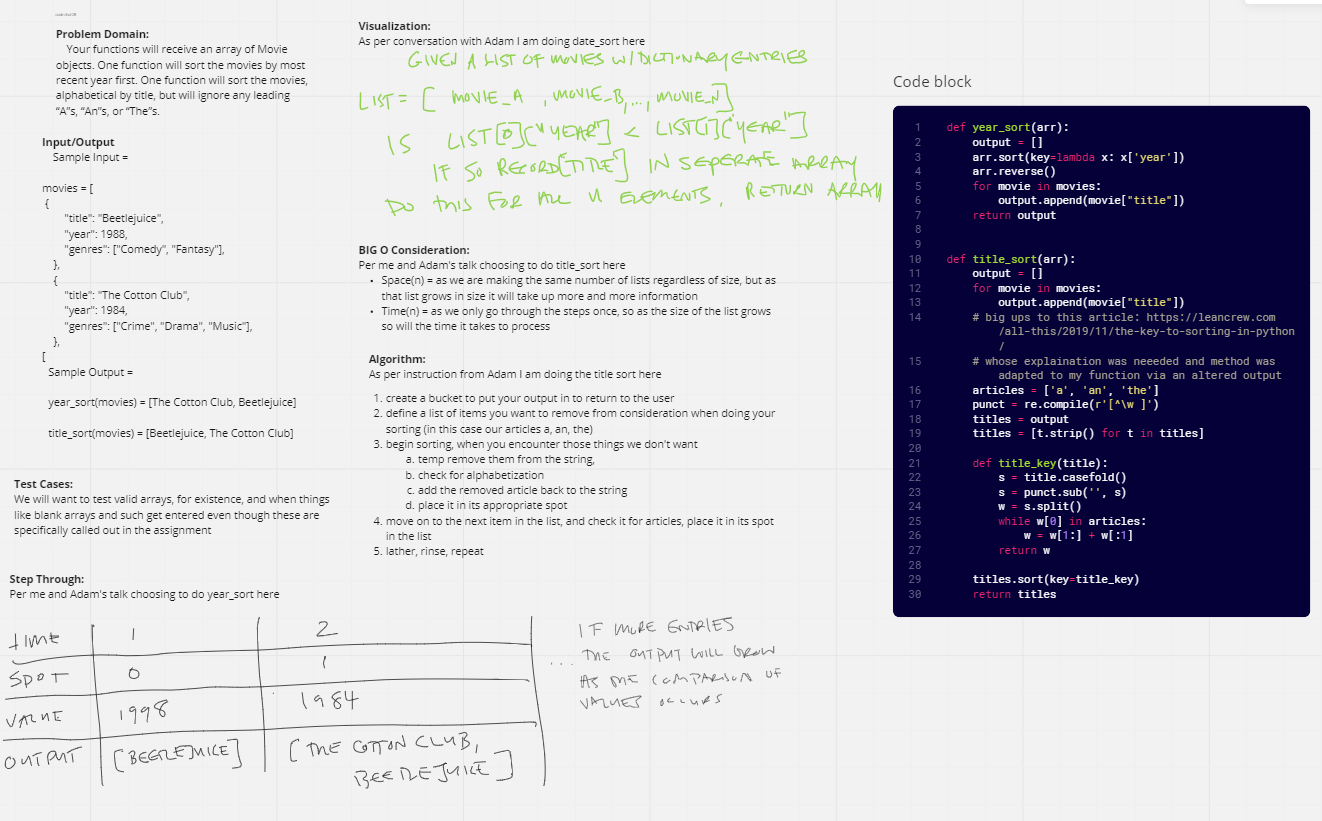 Problem Domain:
Your functions will receive an array of Movie
objects. One function will sort the movies by most
recent year first. One function will sort the movies,
alphabetical by title, but will ignore any leading
“A”s, “An”s, or “The”s.
Input/Output
Sample Input =
movies = [
{
"title": "Beetlejuice",
"year": 1988,
"genres": ["Comedy", "Fantasy"],
},
{
"title": "The Cotton Club",
"year": 1984,
"genres": ["Crime", "Drama", "Music"],
},
[
Sample Output =
year_sort(movies) = [The Cotton Club, Beetlejuice]
title_sort(movies) = [Beetlejuice, The Cotton Club]
Test Cases:
We will want to test valid arrays, for existence, and when things
like blank arrays and such get entered even though these are
specifically called out in the assignment
Step Through:
Per me and Adam's talk choosing to do year_sort here
TIME 1 2
SPOT 0 1
VALUE 1998 1984
OUTPUT [BEETLEJUICE] [THE COTTON CLUB,
BEETLEJUICE]
IF MORE ENTRIES
... THE OUTPUT WILL GROW
AS THE COMPARISON OF
VALUES OCCURS
Visualization:
As per conversation with Adam I am doing date_sort here
GIVEN A LIST OF MOVIES W/DICTIONARY ENTRIES
LIST = [ MOVIE_A , MOVIE_B, ..., MOVIE_N]
IS LIST[0]["YEAR"] < LIST[1]["YEAR"]
IF SO RECORD[TITLE] IN SEPERATE ARRAY
DO THIS FOR ALL N ELEMENTS, RETURN ARRAY
BIG O Consideration:
Per me and Adam's talk choosing to do title_sort here
• Space(n) = as we are making the same number of lists regardless of size, but as
that list grows in size it will take up more and more information
• Time(n) = as we only go through the steps once, so as the size of the list grows
so will the time it takes to process
Algorithm:
As per instruction from Adam I am doing the title sort here
1. create a bucket to put your output in to return to the user
2. define a list of items you want to remove from consideration when doing your
sorting (in this case our articles a, an, the)
3. begin sorting, when you encounter those things we don't want
a. temp remove them from the string,
b. check for alphabetization
c. add the removed article back to the string
d. place it in its appropriate spot
4. move on to the next item in the list, and check it for articles, place it in its spot
in the list
5. lather, rinse, repeat
Code block
1 def year_sort(arr):
2 output = []
3 arr.sort(key=lambda x: x['year'])
4 arr.reverse()
5 for movie in movies:
6 output.append(movie["title"])
7 return output
8
9
10 def title_sort(arr):
11 output = []
12 for movie in movies:
13 output.append(movie["title"])
14 # big ups to this article: https://leancrew.com
/all-this/2019/11/the-key-to-sorting-in-python
/
15 # whose explaination was neeeded and method was
adapted to my function via an altered output
16 articles = ['a', 'an', 'the']
17 punct = re.compile(r'[^\w ]')
18 titles = output
19 titles = [t.strip() for t in titles]
20
21 def title_key(title):
22 s = title.casefold()
23 s = punct.sub('', s)
24 w = s.split()
25 while w[0] in articles:
26 w = w[1:] + w[:1]
27 return w
28
29 titles.sort(key=title_key)
30 return titles